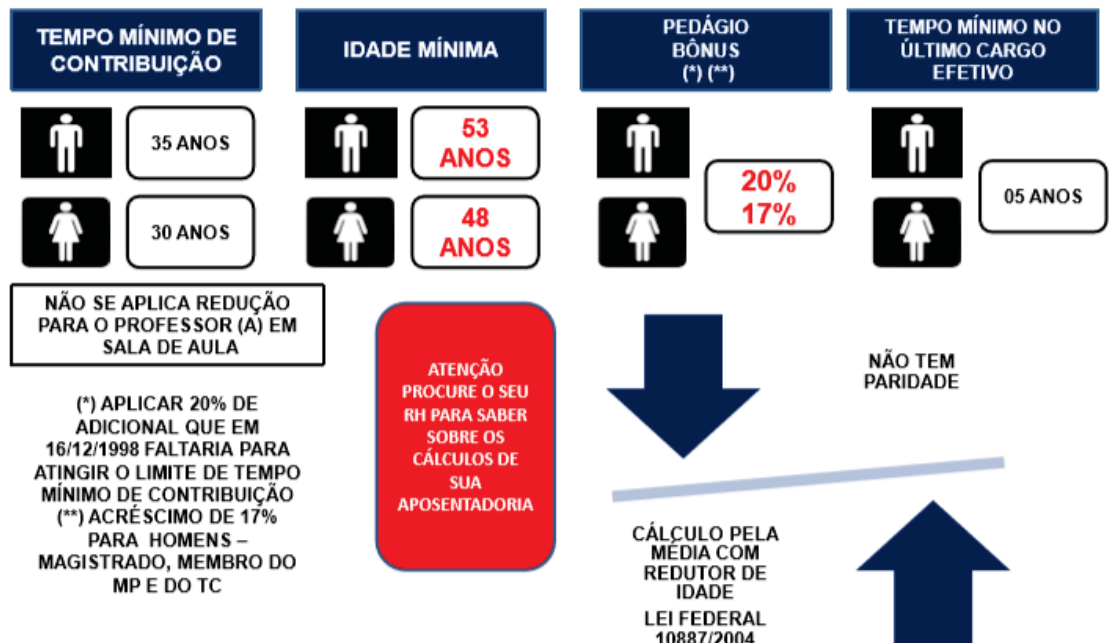 TEMPO MÍNIMO DE
CONTRIBUIÇÃO
IDADE MÍNIMA
PEDÁGIO
BÔNUS
(*) (**)
TEMPO MÍNIMO NO
ÚLTIMO CARGO
EFETIVO
35 ANOS
53
ANOS
20%
17%
05 ANOS
30 ANOS
48
ANOS
NÃO SE APLICA REDUÇÃO
PARA O PROFESSOR (A) EM
SALA DE AULA
(*) APLICAR 20% DE
ADICIONAL QUE EM
16/12/1998 FALTARIA PARA
ATINGIR O LIMITE DE TEMPO
MÍNIMO DE CONTRIBUIÇÃO
(**) ACRÉSCIMO DE 17%
PARA HOMENS –
MAGISTRADO, MEMBRO DO
MP E DO TC
ATENÇÃO
PROCURE O SEU
RH PARA SABER
SOBRE OS
CÁLCULOS DE
SUA
APOSENTADORIA
NÃO TEM
PARIDADE
CÁLCULO PELA
MÉDIA COM
REDUTOR DE
IDADE
LEI FEDERAL
10887/2004